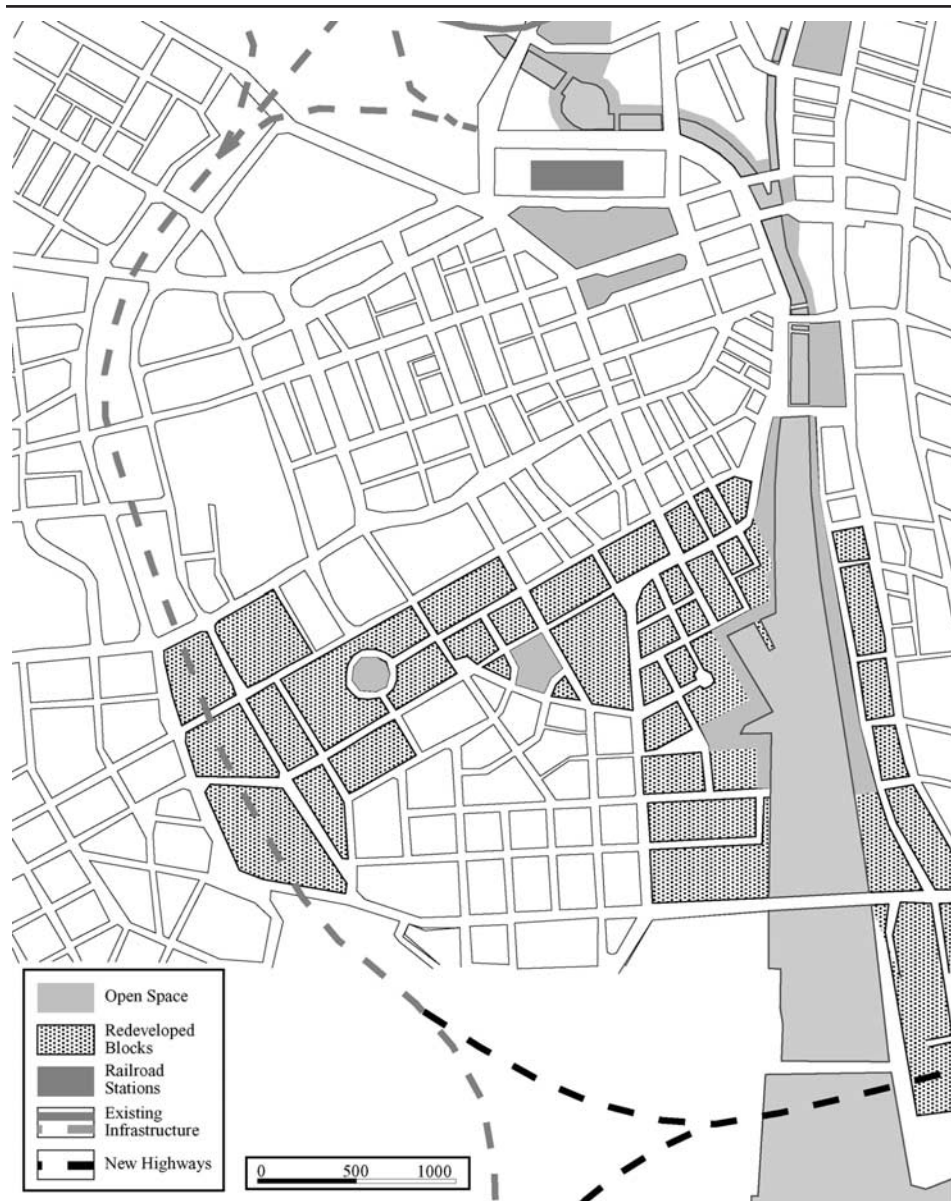 Open Space
Redeveloped
Blocks
Railroad
Stations
Existing
Infrastructure
New Highways
0 500 1000